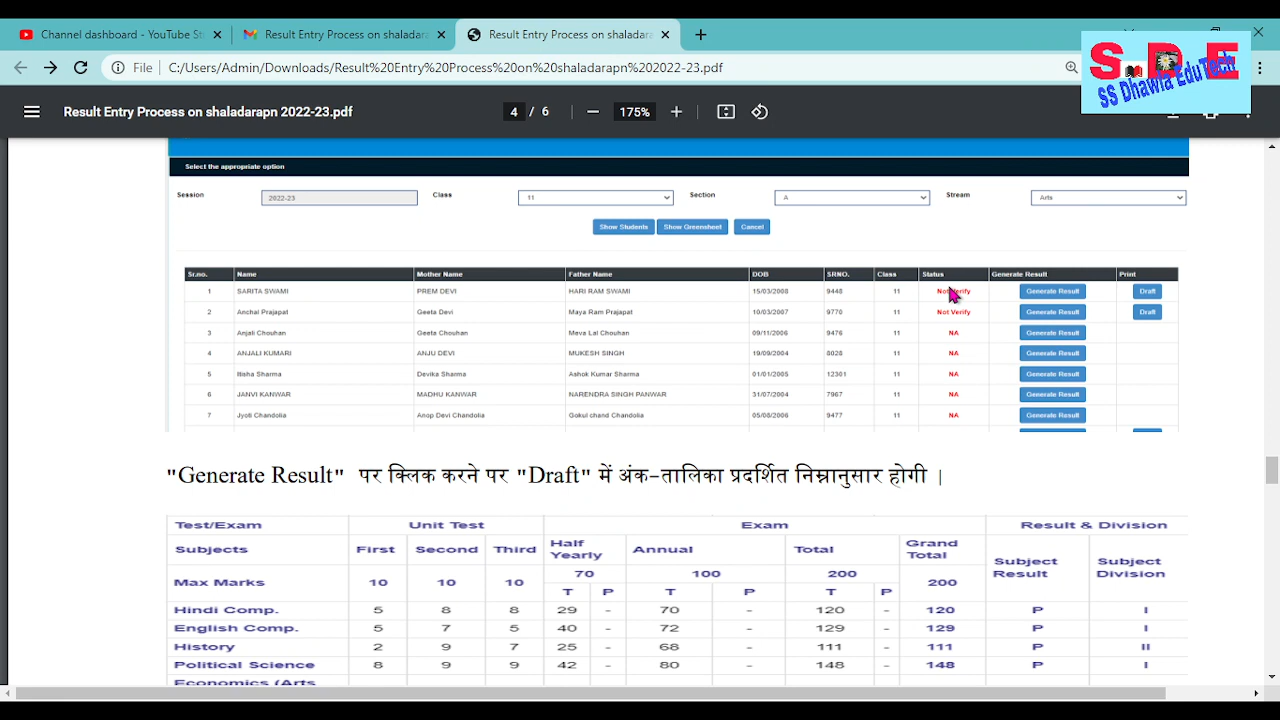 Channel dashboard - YouTube St
Result Entry Process on shaladara
Result Entry Process on shaladara
File
C:/Users/Admin/Downloads/Result%20Entry%20Process%20on%20shaladarapn%202022-23.pdf
S D E
SS Dhawla EduTech
Result Entry Process on shaladarapn 2022-23.pdf
4 / 6
175%
Select the appropriate option
Session 2022-23 Class 11 Section A Stream Arts
Show Students Show Greensheet Cancel
Sr.no. Name Mother Name Father Name DOB SRNO. Class Status Generate Result Print
1 SARITA SWAMI PREM DEVI HARI RAM SWAMI 15/03/2008 9448 11 Not Verify Generate Result Draft
2 Anchal Prajapat Geeta Devi Maya Ram Prajapat 10/03/2007 9770 11 Not Verify Generate Result Draft
3 Anjali Chouhan Geeta Chouhan Meva Lal Chouhan 09/11/2006 9476 11 NA Generate Result
4 ANJALI KUMARI ANJU DEVI MUKESH SINGH 19/09/2004 8028 11 NA Generate Result
5 Itisha Sharma Devika Sharma Ashok Kumar Sharma 01/01/2005 12301 11 NA Generate Result
6 JANVI KANWAR MADHU KANWAR NARENDRA SINGH PANWAR 31/07/2004 7967 11 NA Generate Result
7 Jyoti Chandolia Anop Devi Chandolia Gokul chand Chandolia 05/08/2006 9477 11 NA Generate Result
"Generate Result" पर क्लिक करने पर "Draft" में अंक-तालिका प्रदर्शित निम्नानुसार होगी |
Test/Exam Unit Test Exam Result & Division
Subjects First Second Third Half Yearly Annual Total Grand Total Subject Result Subject Division
Max Marks 10 10 10 70 100 200 200
T P T P T P
Hindi Comp. 5 8 8 29 - 70 - 120 - 120 P I
English Comp. 5 7 5 40 - 72 - 129 - 129 P I
History 2 9 7 25 - 68 - 111 - 111 P II
Political Science 8 9 9 42 - 80 - 148 - 148 P I
Economics (Arts